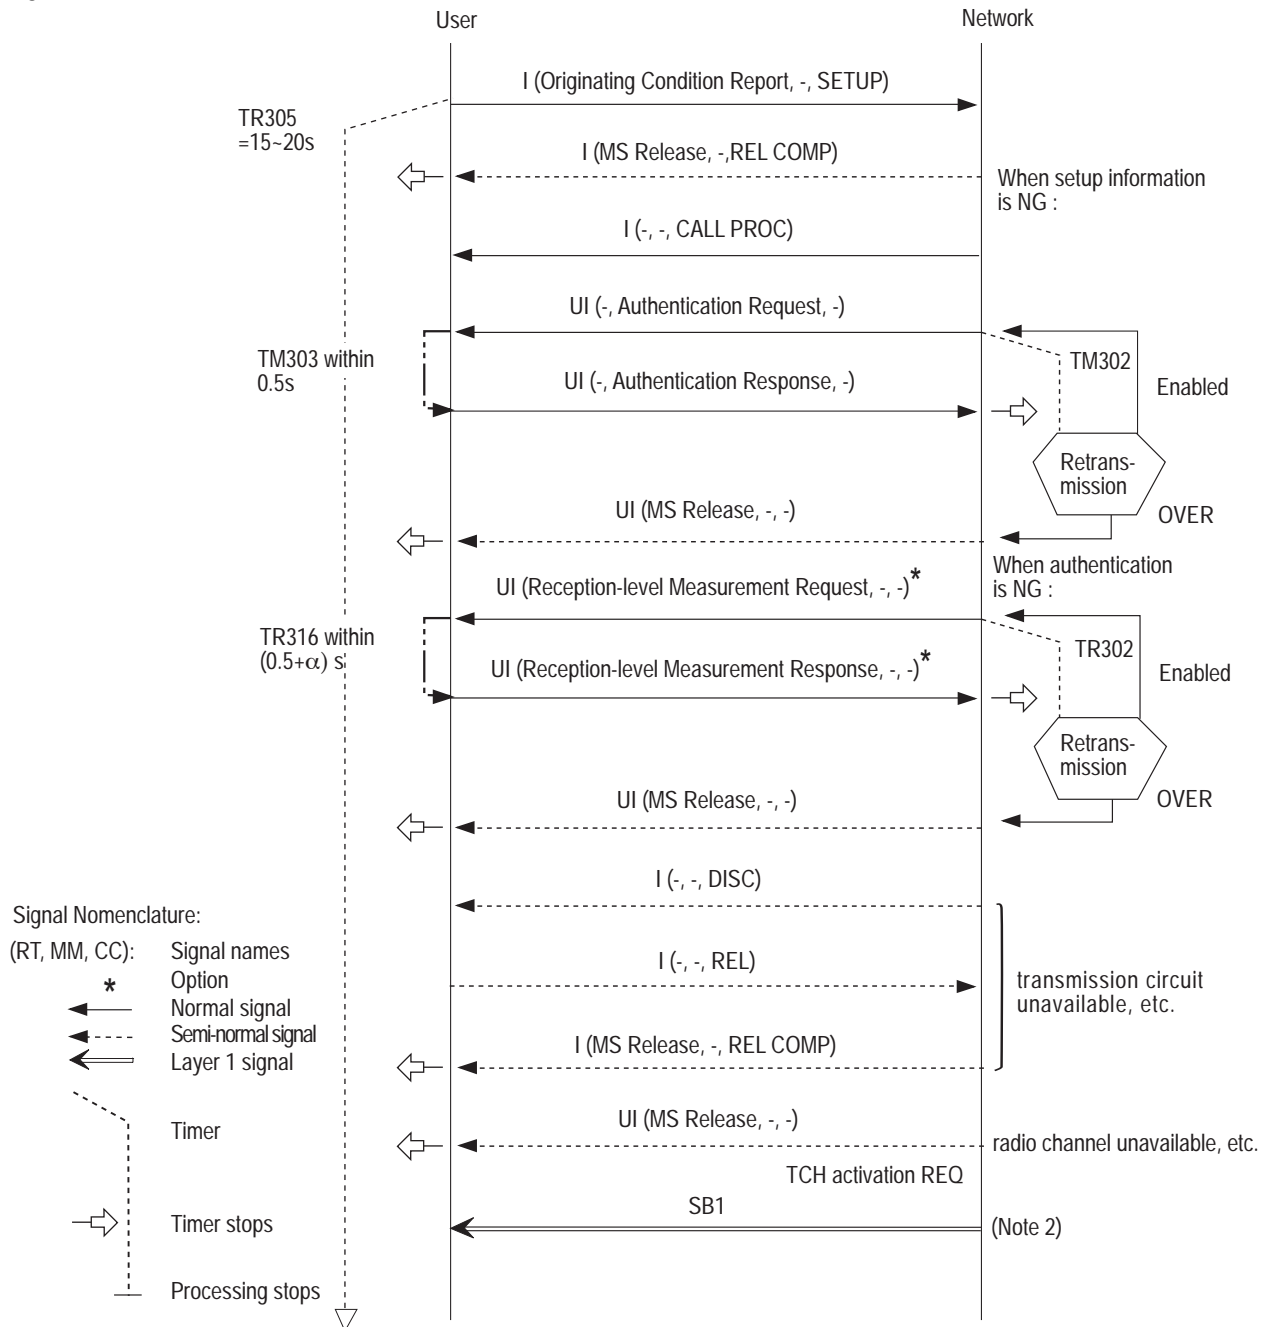 User
Network
I (Originating Condition Report, -, SETUP)
TR305
=15~20s
I (MS Release, -,REL COMP)
When setup information
is NG :
I (-, -, CALL PROC)
UI (-, Authentication Request, -)
TM303 within
0.5s
TM302
Enabled
UI (-, Authentication Response, -)
Retrans-
mission
UI (MS Release, -, -)
OVER
When authentication
is NG :
UI (Reception-level Measurement Request, -, -)*
TR316 within
(0.5+α) s
TR302
Enabled
UI (Reception-level Measurement Response, -, -)*
Retrans-
mission
UI (MS Release, -, -)
OVER
I (-, -, DISC)
I (-, -, REL)
transmission circuit
unavailable, etc.
I (MS Release, -, REL COMP)
UI (MS Release, -, -)
radio channel unavailable, etc.
TCH activation REQ
SB1
(Note 2)
Signal Nomenclature:
(RT, MM, CC): Signal names
* Option
Normal signal
Semi-normal signal
Layer 1 signal
Timer
Timer stops
Processing stops